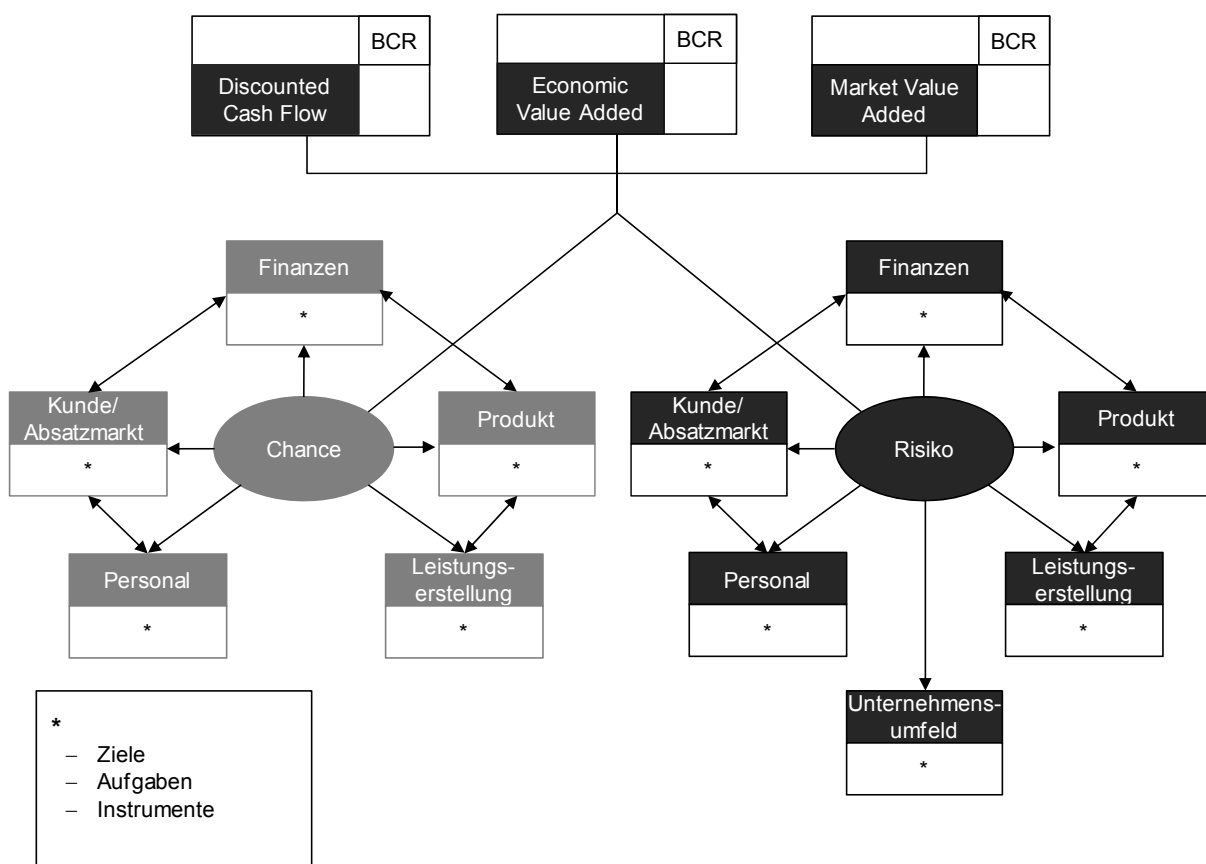 BCR
BCR
BCR
Discounted
Cash Flow
Economic
Value Added
Market Value
Added
Finanzen
*
Finanzen
*
Kunde/
Absatzmarkt
*
Chance
Produkt
*
Kunde/
Absatzmarkt
*
Risiko
Produkt
*
Personal
*
Leistungs-
erstellung
*
Personal
*
Leistungs-
erstellung
*
Unternehmens-
umfeld
*
*
– Ziele
– Aufgaben
– Instrumente